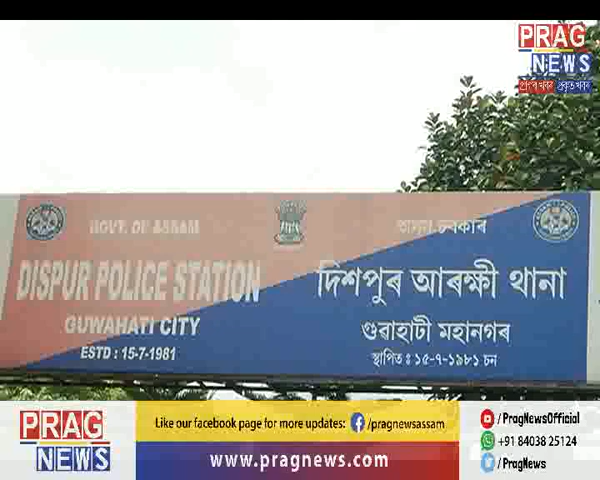 PRAG
NEWS
প্ৰাণৰ খবৰ প্ৰকৃত খবৰ
GOVT. OF ASSAM
অসম চৰকাৰ
DISPUR POLICE STATION
দিশপুৰ আৰক্ষী থানা
GUWAHATI CITY
গুৱাহাটী মহানগৰ
ESTD : 15-7-1981
স্থাপিত : ১৫-৭-১৯৮১ চন
PRAG
NEWS
Like our facebook page for more updates: f/pragnewsassam
www.pragnews.com
/PragNewsOfficial
+91 84038 25124
/PragNews